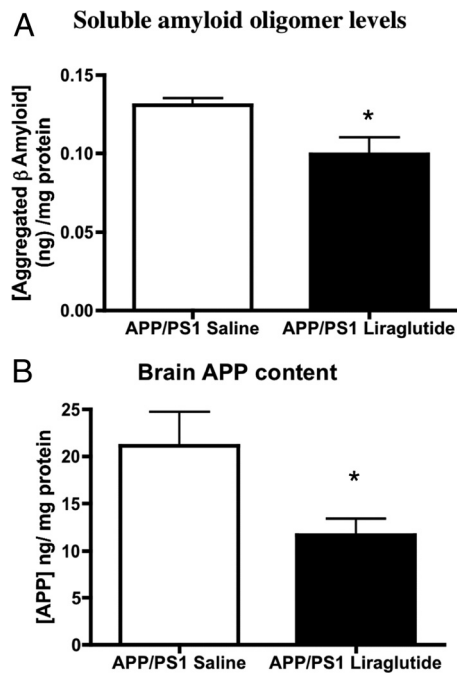 A
Soluble amyloid oligomer levels
[Aggregated β Amyloid]
(ng) /mg protein
0.15
0.10
0.05
0.00
*
APP/PS1 Saline
APP/PS1 Liraglutide
B
Brain APP content
[APP] ng/ mg protein
25
20
15
10
5
0
*
APP/PS1 Saline
APP/PS1 Liraglutide